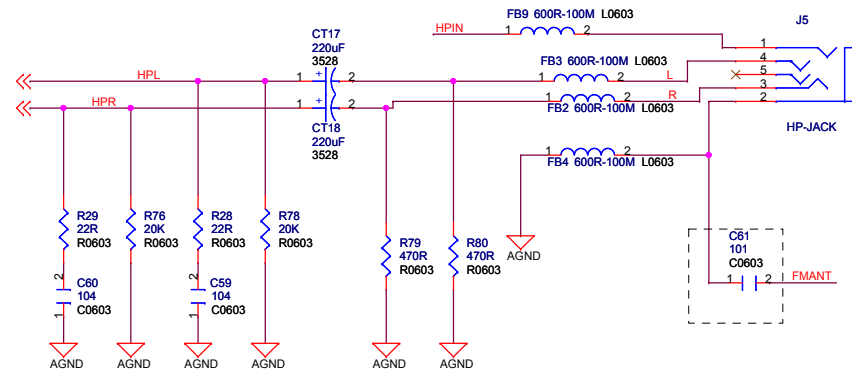 FB9 600R-100M L0603
HPIN
1
2
J5
CT17
220uF
3528
FB3 600R-100M L0603
1
4
5
3
2
HPL
1
+
2
1
2
L
HPR
1
+
2
1
2
R
FB2 600R-100M L0603
CT18
220uF
3528
HP-JACK
1
2
FB4 600R-100M L0603
R29
22R
R0603
R76
20K
R0603
R28
22R
R0603
R78
20K
R0603
R79
470R
R0603
R80
470R
R0603
AGND
C61
101
C0603
1
2
FMANT
2
C60
104
C0603
1
2
C59
104
C0603
1
AGND
AGND
AGND
AGND
AGND
AGND